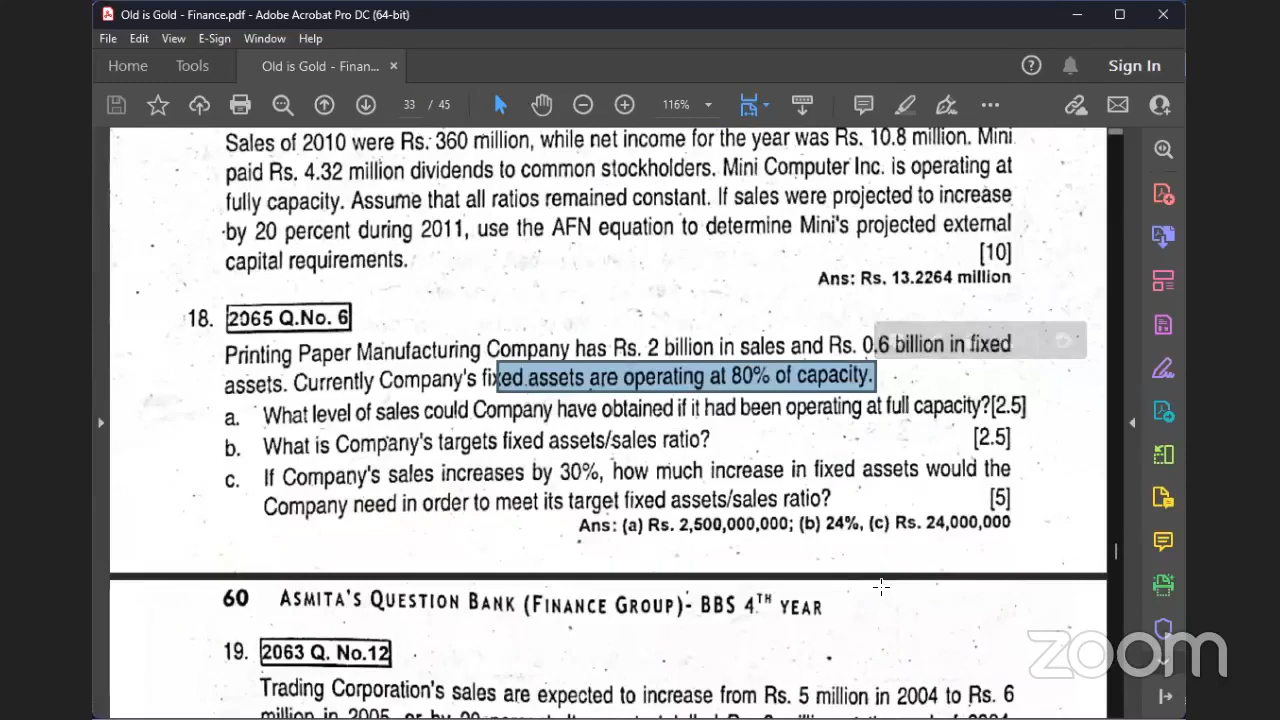 Old is Gold - Finance.pdf - Adobe Acrobat Pro DC (64-bit)
File Edit View E-Sign Window Help
Home Tools Old is Gold - Finan... × Sign In
33 / 45 116%
Sales of 2010 were Rs. 360 million, while net income for the year was Rs. 10.8 million. Mini
paid Rs. 4.32 million dividends to common stockholders. Mini Computer Inc. is operating at
fully capacity. Assume that all ratios remained constant. If sales were projected to increase
by 20 percent during 2011, use the AFN equation to determine Mini's projected external
capital requirements. [10]
Ans: Rs. 13.2264 million
18. 2065 Q.No. 6
Printing Paper Manufacturing Company has Rs. 2 billion in sales and Rs. 0.6 billion in fixed
assets. Currently Company's fixed assets are operating at 80% of capacity.
a. What level of sales could Company have obtained if it had been operating at full capacity?[2.5]
b. What is Company's targets fixed assets/sales ratio? [2.5]
c. If Company's sales increases by 30%, how much increase in fixed assets would the
Company need in order to meet its target fixed assets/sales ratio? [5]
Ans: (a) Rs. 2,500,000,000; (b) 24%, (c) Rs. 24,000,000
60 ASMITA'S QUESTION BANK (FINANCE GROUP)- BBS 4TH YEAR
19. 2063 Q. No.12
Trading Corporation's sales are expected to increase from Rs. 5 million in 2004 to Rs. 6
million in 2005, or by 20
zoom